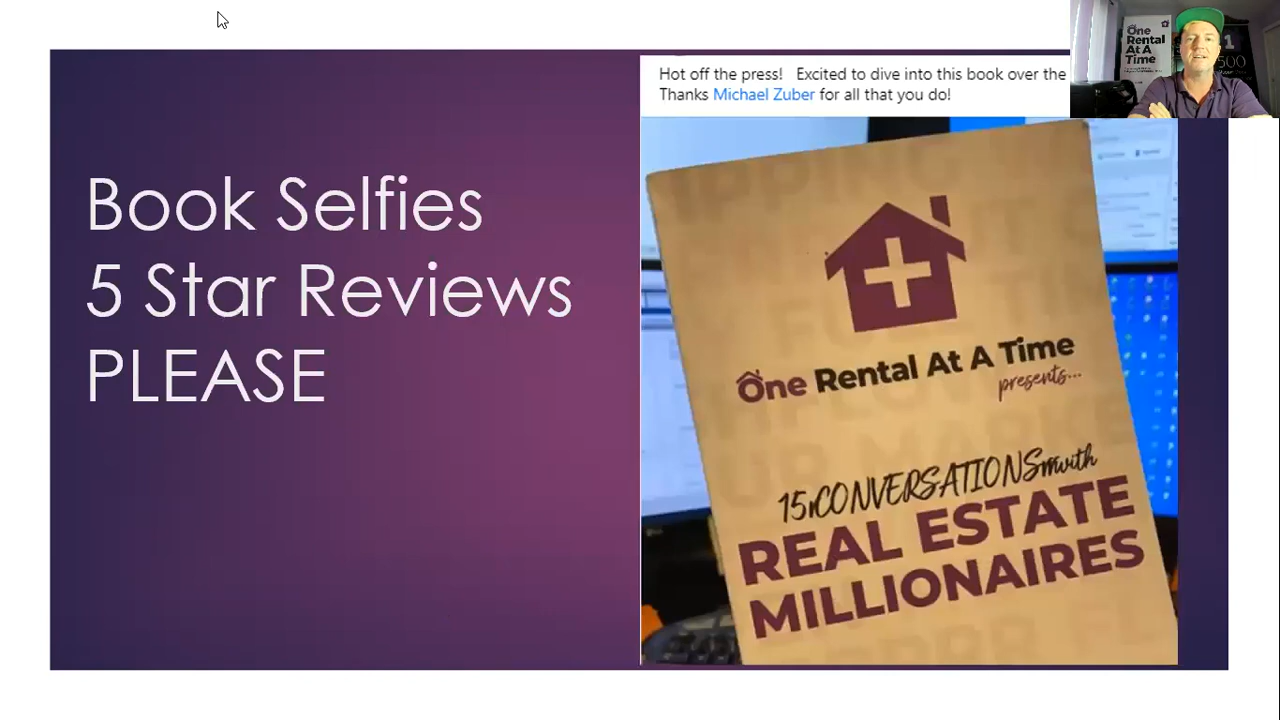 Book Selfies
5 Star Reviews
PLEASE
Hot off the press! Excited to dive into this book over the
Thanks Michael Zuber for all that you do!
One Rental At A Time
presents...
15 CONVERSATIONS with
REAL ESTATE
MILLIONAIRES
One
Rental
At A
Time
1
500